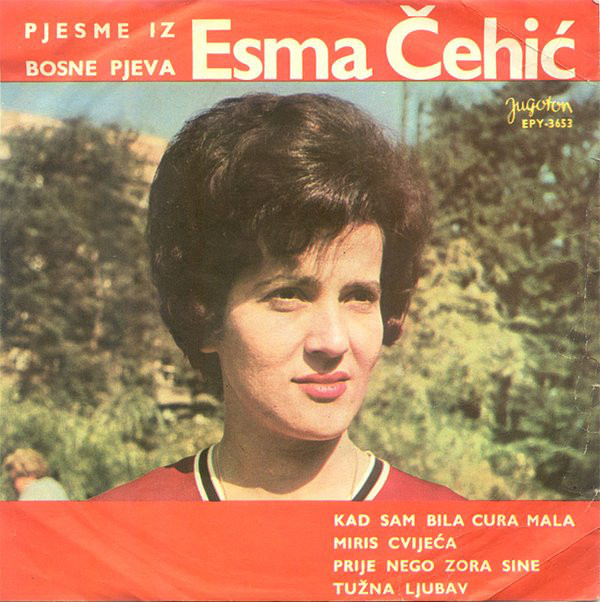 PJESME IZ
BOSNE PJEVA
Esma Čehić
Jugoton
EPY-3653
KAD SAM BILA CURA MALA
MIRIS CVIJEĆA
PRIJE NEGO ZORA SINE
TUŽNA LJUBAV